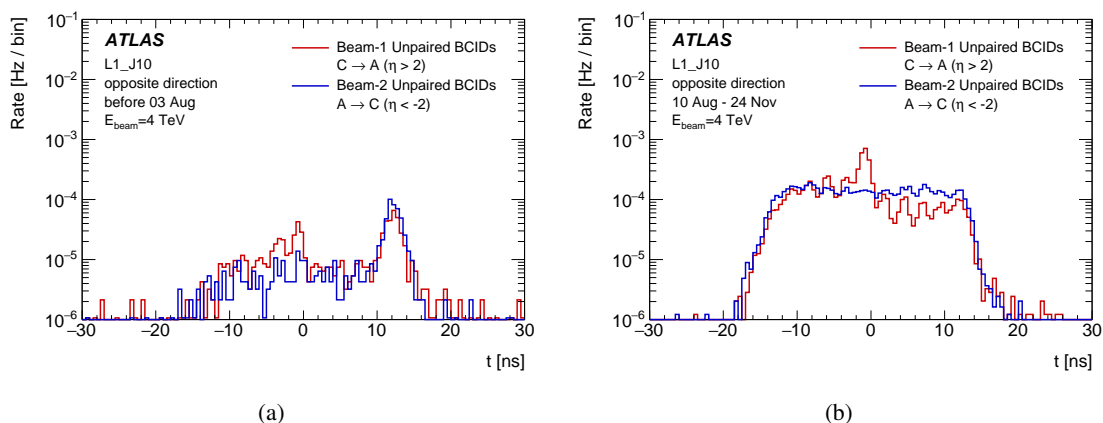 Rate [Hz / bin]
10⁻¹
10⁻²
10⁻³
10⁻⁴
10⁻⁵
10⁻⁶
ATLAS
L1_J10
opposite direction
before 03 Aug
E_beam=4 TeV
Beam-1 Unpaired BCIDs
C → A (η > 2)
Beam-2 Unpaired BCIDs
A → C (η < -2)
−30 −20 −10 0 10 20 30
t [ns]
(a)
Rate [Hz / bin]
10⁻¹
10⁻²
10⁻³
10⁻⁴
10⁻⁵
10⁻⁶
ATLAS
L1_J10
opposite direction
10 Aug - 24 Nov
E_beam=4 TeV
Beam-1 Unpaired BCIDs
C → A (η > 2)
Beam-2 Unpaired BCIDs
A → C (η < -2)
−30 −20 −10 0 10 20 30
t [ns]
(b)